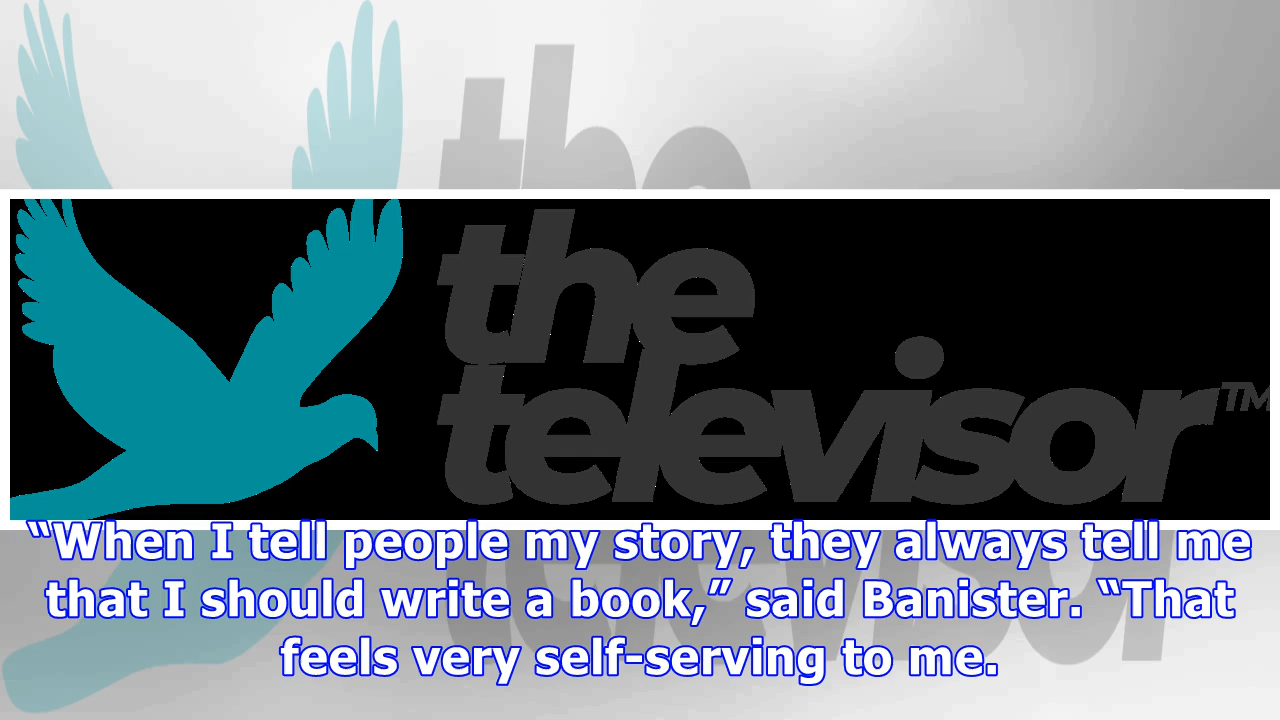 the
televisor™
“When I tell people my story, they always tell me
that I should write a book,” said Banister. “That
feels very self-serving to me.